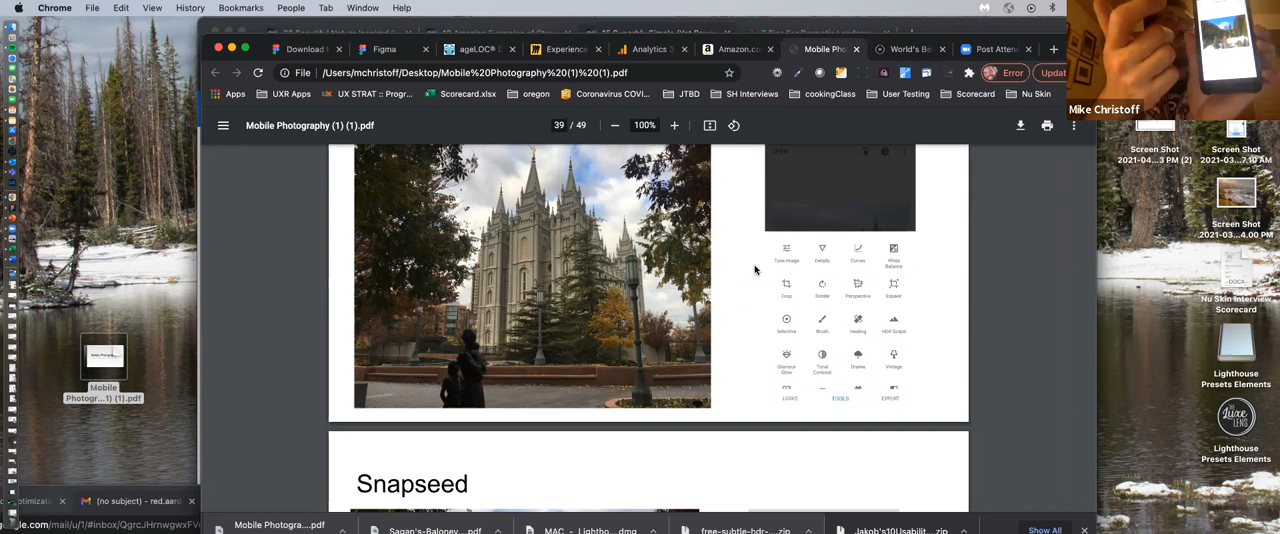 Chrome File Edit View History Bookmarks People Tab Window Help
Download F
Figma
ageLOC® D
Experience
Analytics
Amazon.co
Mobile Pho
World's Be
Post Atten
File /Users/mchristoff/Desktop/Mobile%20Photography%20(1)%20(1).pdf
Error
Updat
Apps UXR Apps UX STRAT :: Progr... Scorecard.xlsx oregon Coronavirus COVI... JTBD SH Interviews cookingClass User Testing Scorecard Nu Skin
Mike Christoff
Mobile Photography (1) (1).pdf
39 / 49
100%
Screen Shot
2021-04...3 PM (2)
Screen Shot
2021-03...7.10 AM
OPEN
Tune Image Details Curves White Balance
Crop Rotate Perspective Expand
Selective Brush Healing HDR Scape
Glamour Glow Tonal Contrast Drama Vintage
LOOKS TOOLS EXPORT
Screen Shot
2021-03...4.00 PM
DOCX
Nu Skin Interview
Scorecard
Lighthouse
Presets Elements
Luxe
LENS
Lighthouse
Presets Elements
Mobile
Photogr...1) (1).pdf
Snapseed
(no subject) - red.aar
Mobile Photogra....pdf
Sagan's-Baloney....pdf
MAC - Lightho....dmg
free-subtle-hdr-....zip
Jakob's10Usabilit....zip
Show All